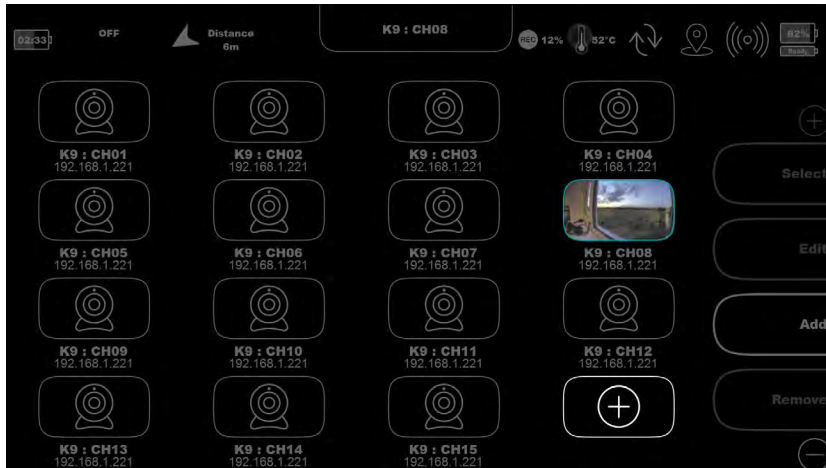 02:33
OFF
Distance
6m
K9 : CH08
REC 12% 52°C
62%
Ready
K9 : CH01 K9 : CH02 K9 : CH03 K9 : CH04
192.168.1.221 192.168.1.221 192.168.1.221 192.168.1.221
Select
K9 : CH05 K9 : CH06 K9 : CH07 K9 : CH08
192.168.1.221 192.168.1.221 192.168.1.221 192.168.1.221
Edit
Add
K9 : CH09 K9 : CH10 K9 : CH11 K9 : CH12
192.168.1.221 192.168.1.221 192.168.1.221 192.168.1.221
Remove
K9 : CH13 K9 : CH14 K9 : CH15
192.168.1.221 192.168.1.221 192.168.1.221